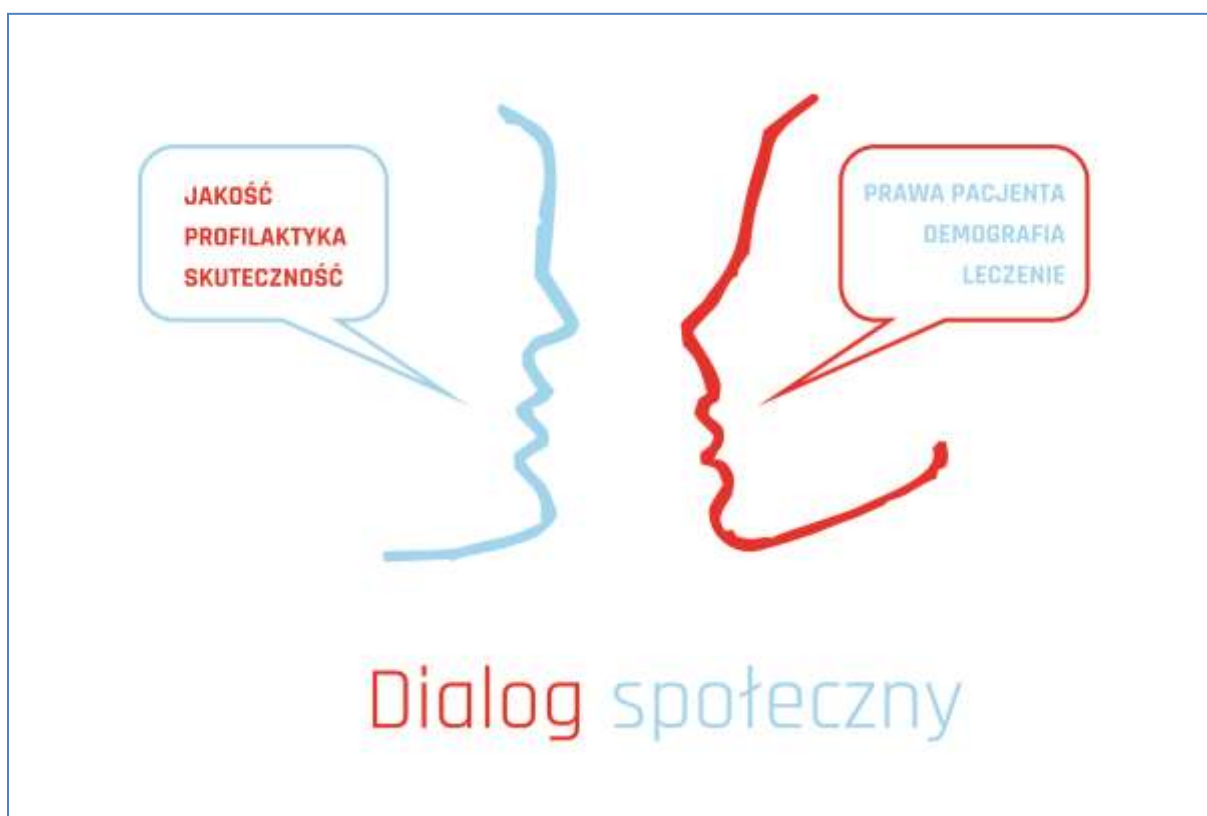 JAKOŚĆ
PROFILAKTYKA
SKUTECZNOŚĆ
PRAWA PACJENTA
DEMOGRAFIA
LECZENIE
Dialog społeczny